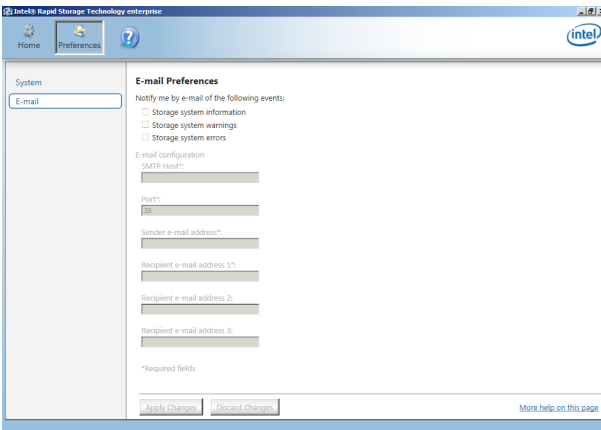 Intel® Rapid Storage Technology enterprise
Home
Preferences
?
intel
System
E-mail
E-mail Preferences
Notify me by e-mail of the following events:
Storage system information
Storage system warnings
Storage system errors
E-mail configuration
SMTP Host*:
Port*:
25
Sender e-mail address*:
Recipient e-mail address 1*:
Recipient e-mail address 2:
Recipient e-mail address 3:
*Required fields
Apply Changes
Discard Changes
More help on this page